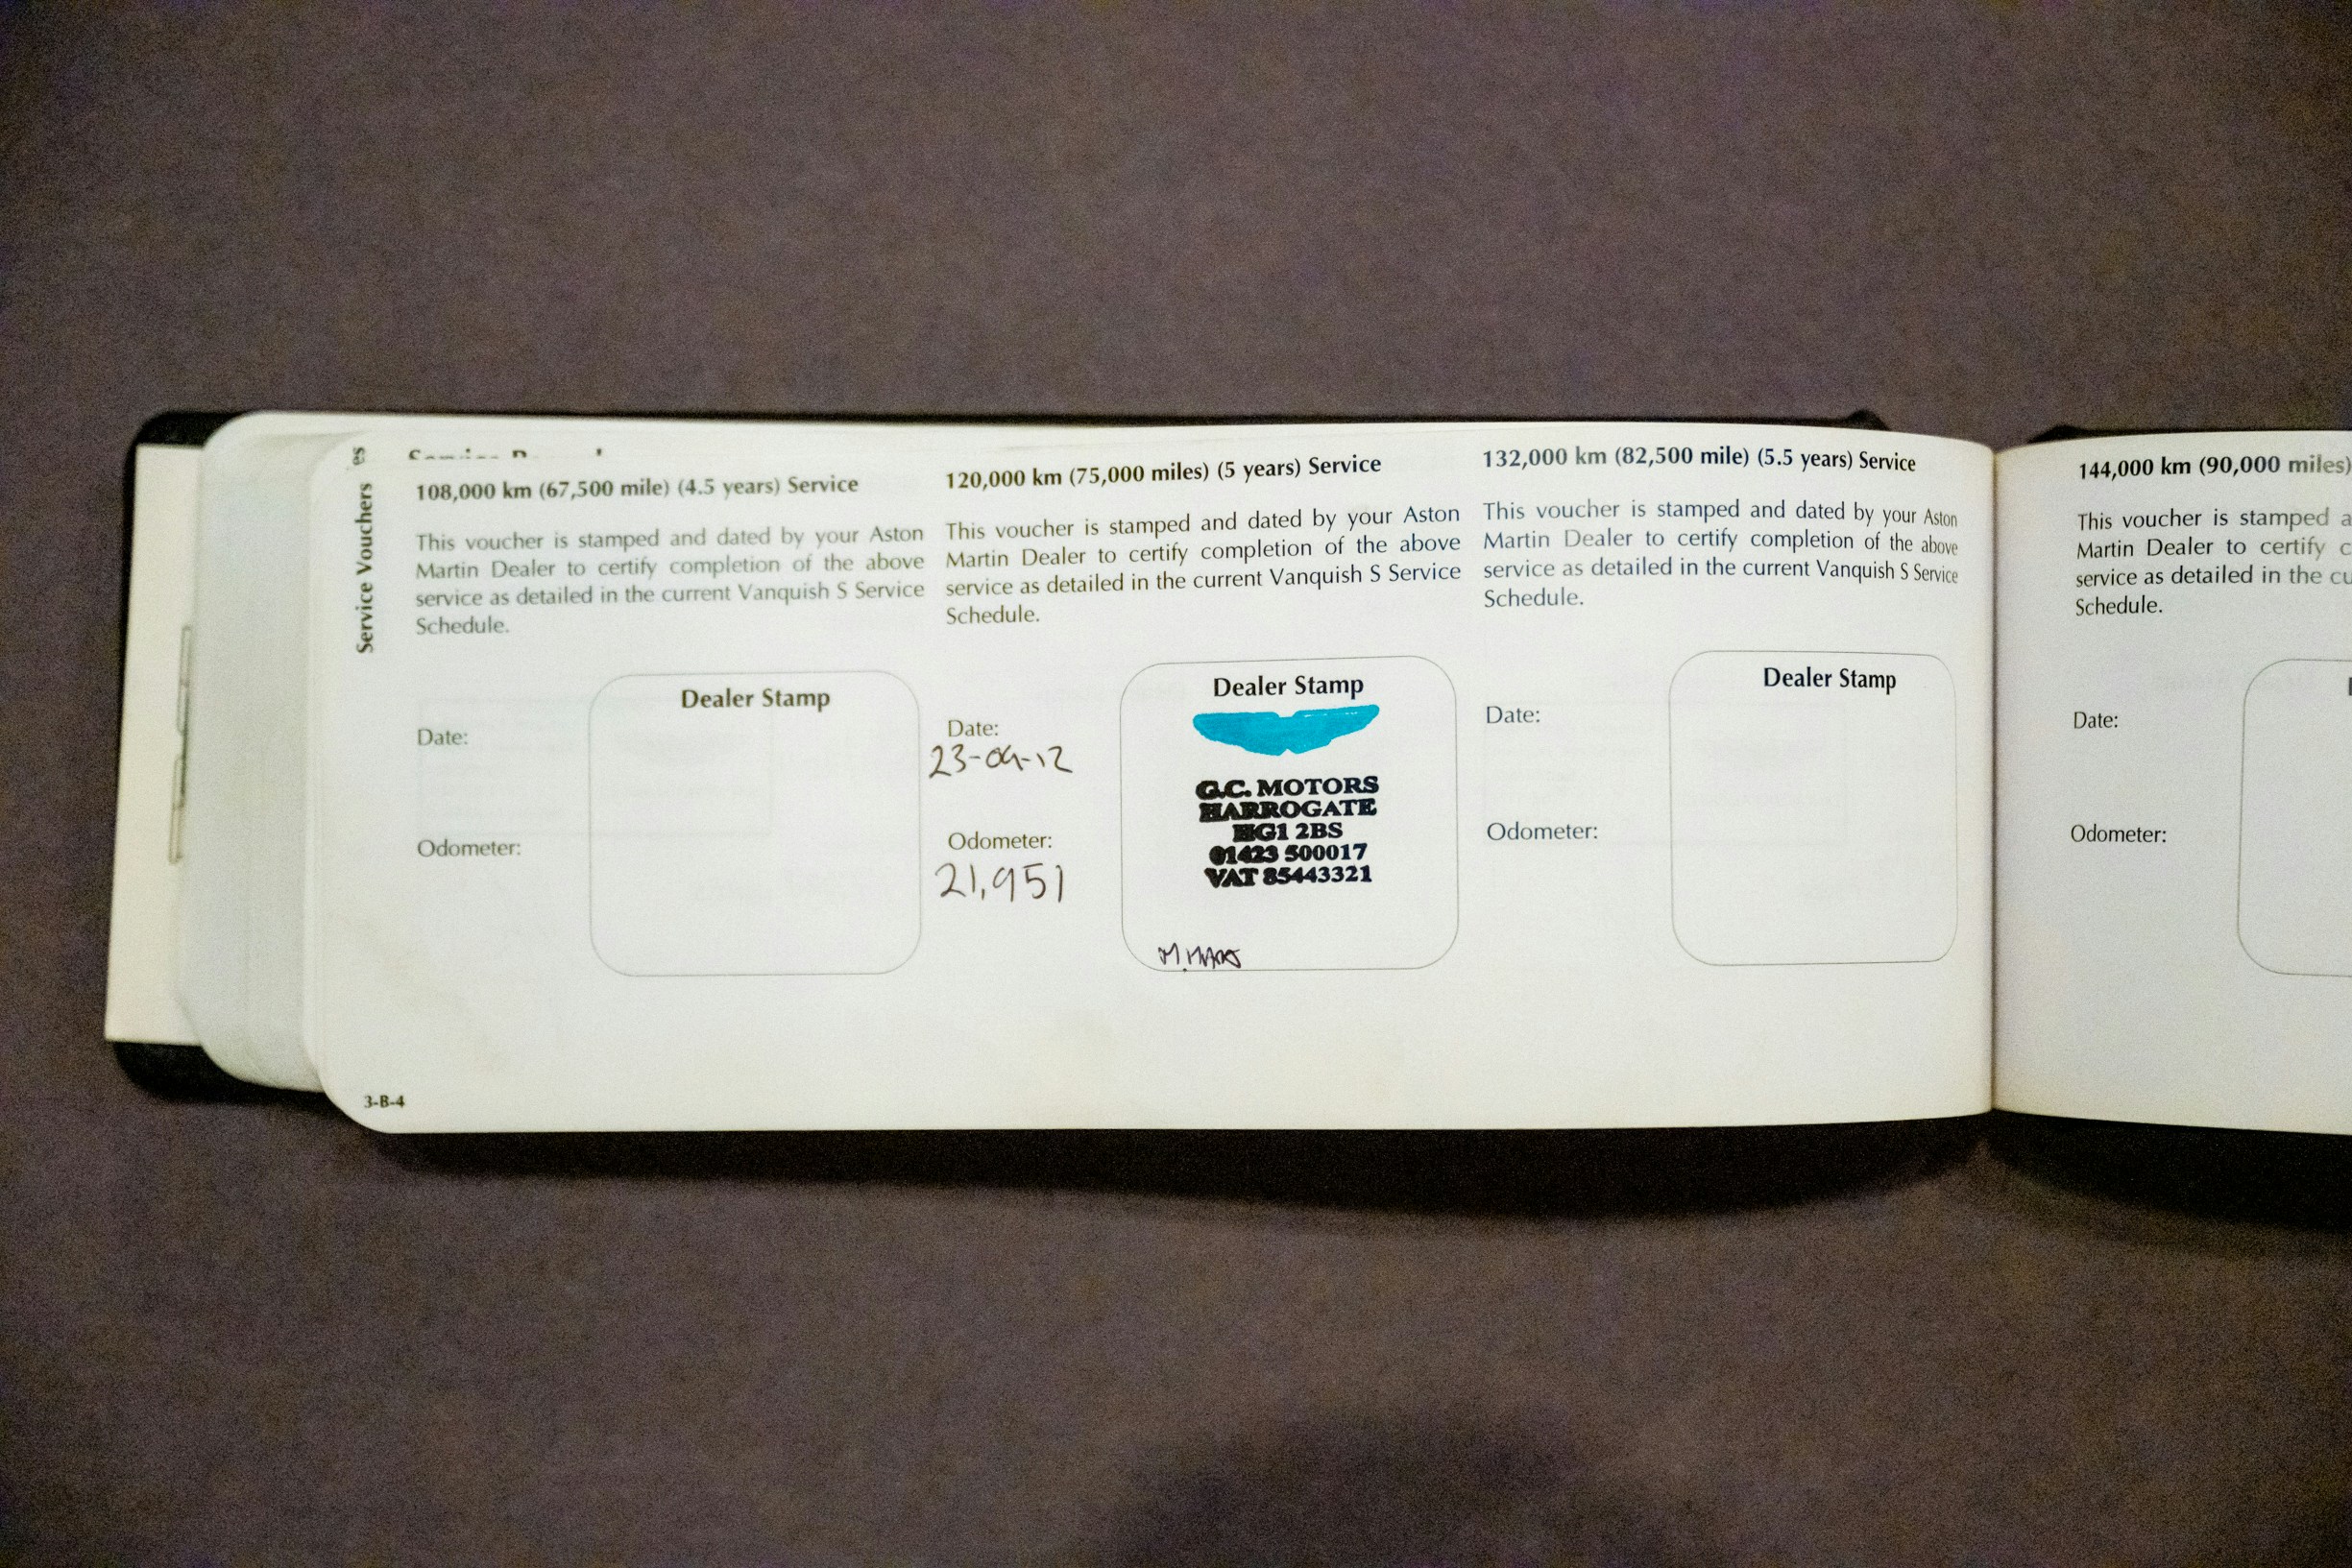 Service Vouchers
108,000 km (67,500 mile) (4.5 years) Service
This voucher is stamped and dated by your Aston
Martin Dealer to certify completion of the above
service as detailed in the current Vanquish S Service
Schedule.
Dealer Stamp
Date:
Odometer:
120,000 km (75,000 miles) (5 years) Service
This voucher is stamped and dated by your Aston
Martin Dealer to certify completion of the above
service as detailed in the current Vanquish S Service
Schedule.
Dealer Stamp
Date:
23-09-12
Odometer:
21,951
G.C. MOTORS
HARROGATE
HG1 2BS
01423 500017
VAT 85443321
132,000 km (82,500 mile) (5.5 years) Service
This voucher is stamped and dated by your Aston
Martin Dealer to certify completion of the above
service as detailed in the current Vanquish S Service
Schedule.
Dealer Stamp
Date:
Odometer:
3-B-4
144,000 km (90,000 miles)
This voucher is stamped
Martin Dealer to certify
service as detailed in the
Schedule.
Date:
Odometer: